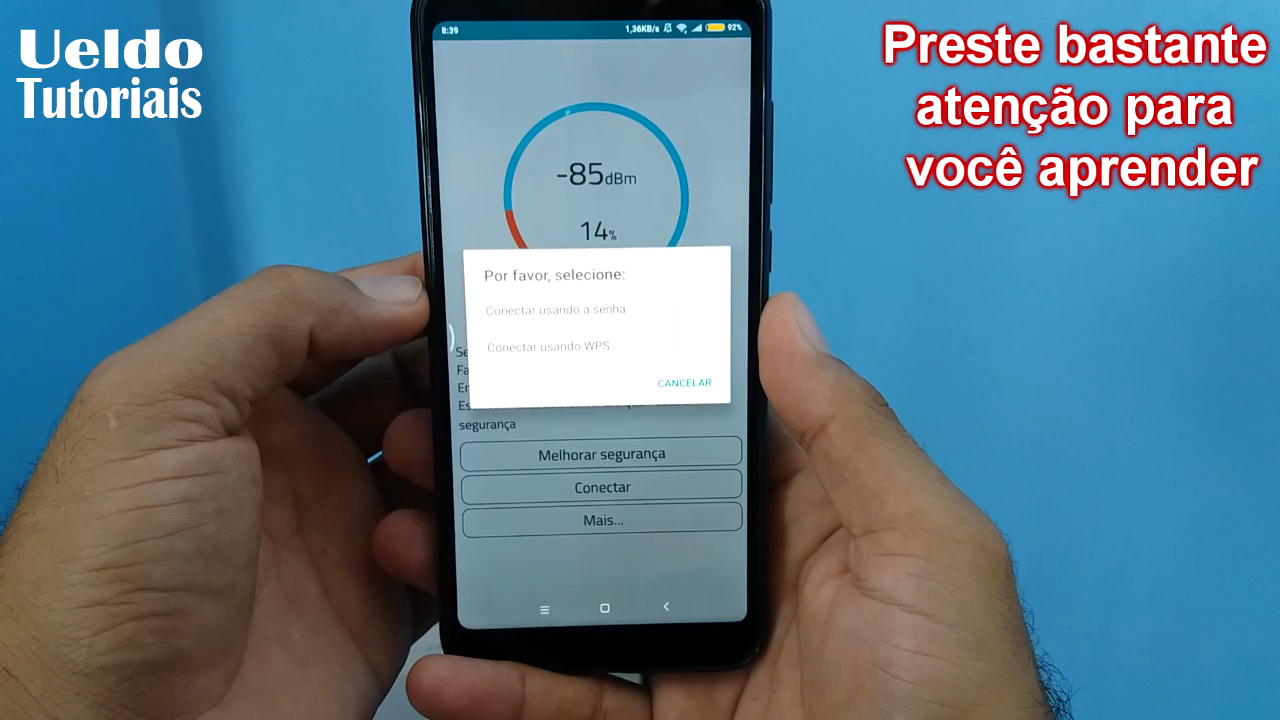 Ueldo
Tutoriais
Preste bastante
atenção para
você aprender
8:39
1,36KB/s 92%
-85dBm
14%
Por favor, selecione:
Conectar usando a senha
Conectar usando WPS
CANCELAR
segurança
Melhorar segurança
Conectar
Mais...